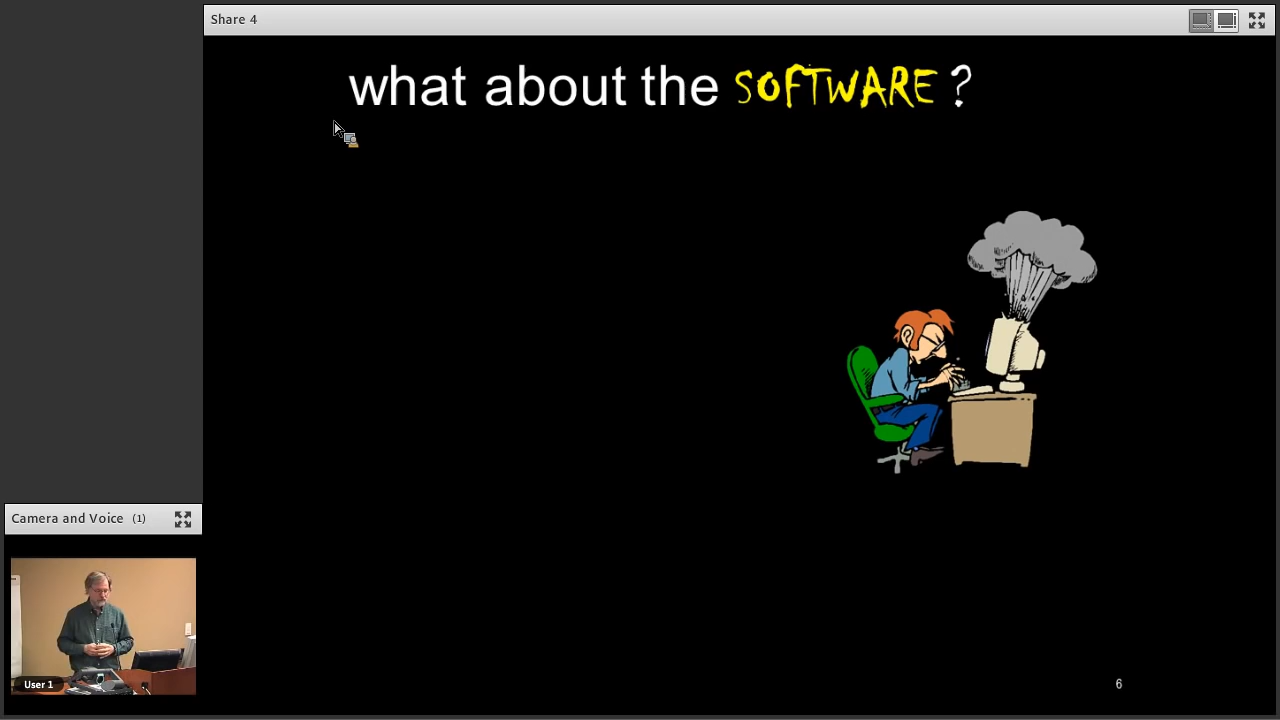 Share 4
what about the SOFTWARE ?
Camera and Voice (1)
User 1
6